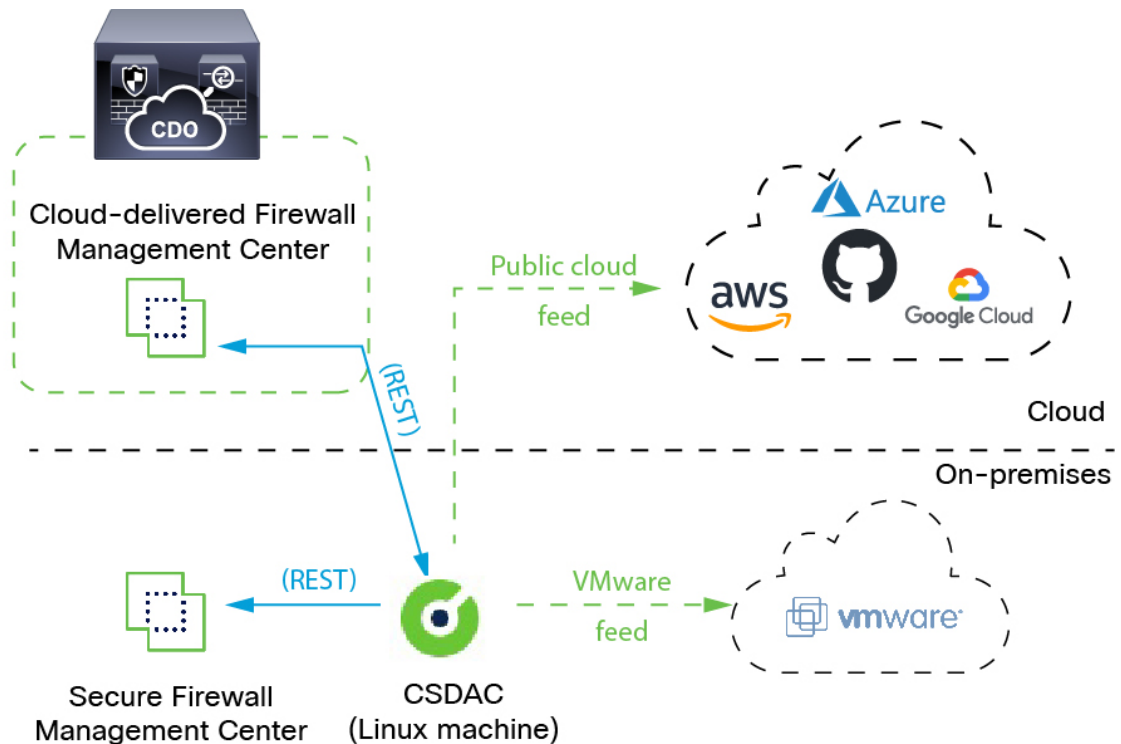 CDO
Cloud-delivered Firewall
Management Center
Public cloud
feed
Azure
aws
Google Cloud
(REST)
Cloud
On-premises
(REST)
VMware
feed
vmware®
Secure Firewall
Management Center
CSDAC
(Linux machine)